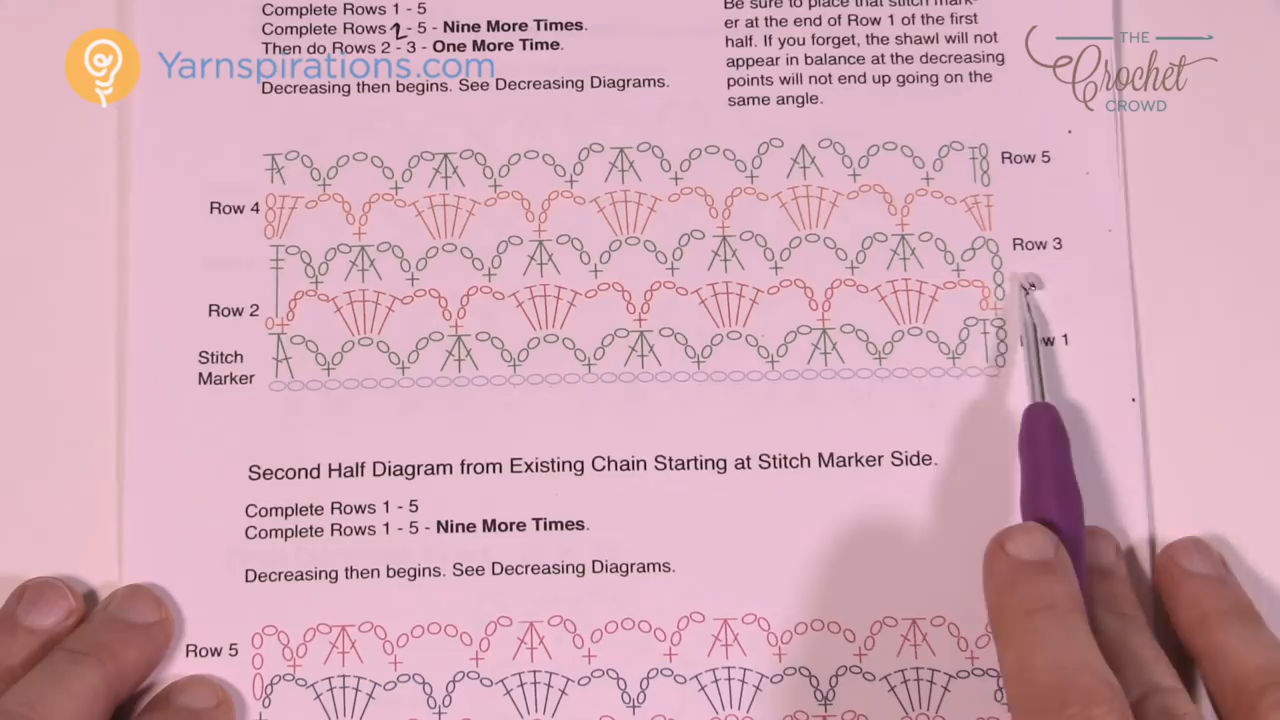 Complete Rows 1 - 5
Complete Rows 2 - 5 - Nine More Times.
Then do Rows 2 - 3 - One More Time.
Decreasing then begins. See Decreasing Diagrams.
Be sure to place that stitch mark-
er at the end of Row 1 of the first
half. If you forget, the shawl will not
appear in balance at the decreasing
points will not end up going on the
same angle.
Yarnspirations.com
THE
Crochet
CROWD
Row 5
Row 4
Row 3
Row 2
Stitch
Marker
Second Half Diagram from Existing Chain Starting at Stitch Marker Side.
Complete Rows 1 - 5
Complete Rows 1 - 5 - Nine More Times.
Decreasing then begins. See Decreasing Diagrams.
Row 5